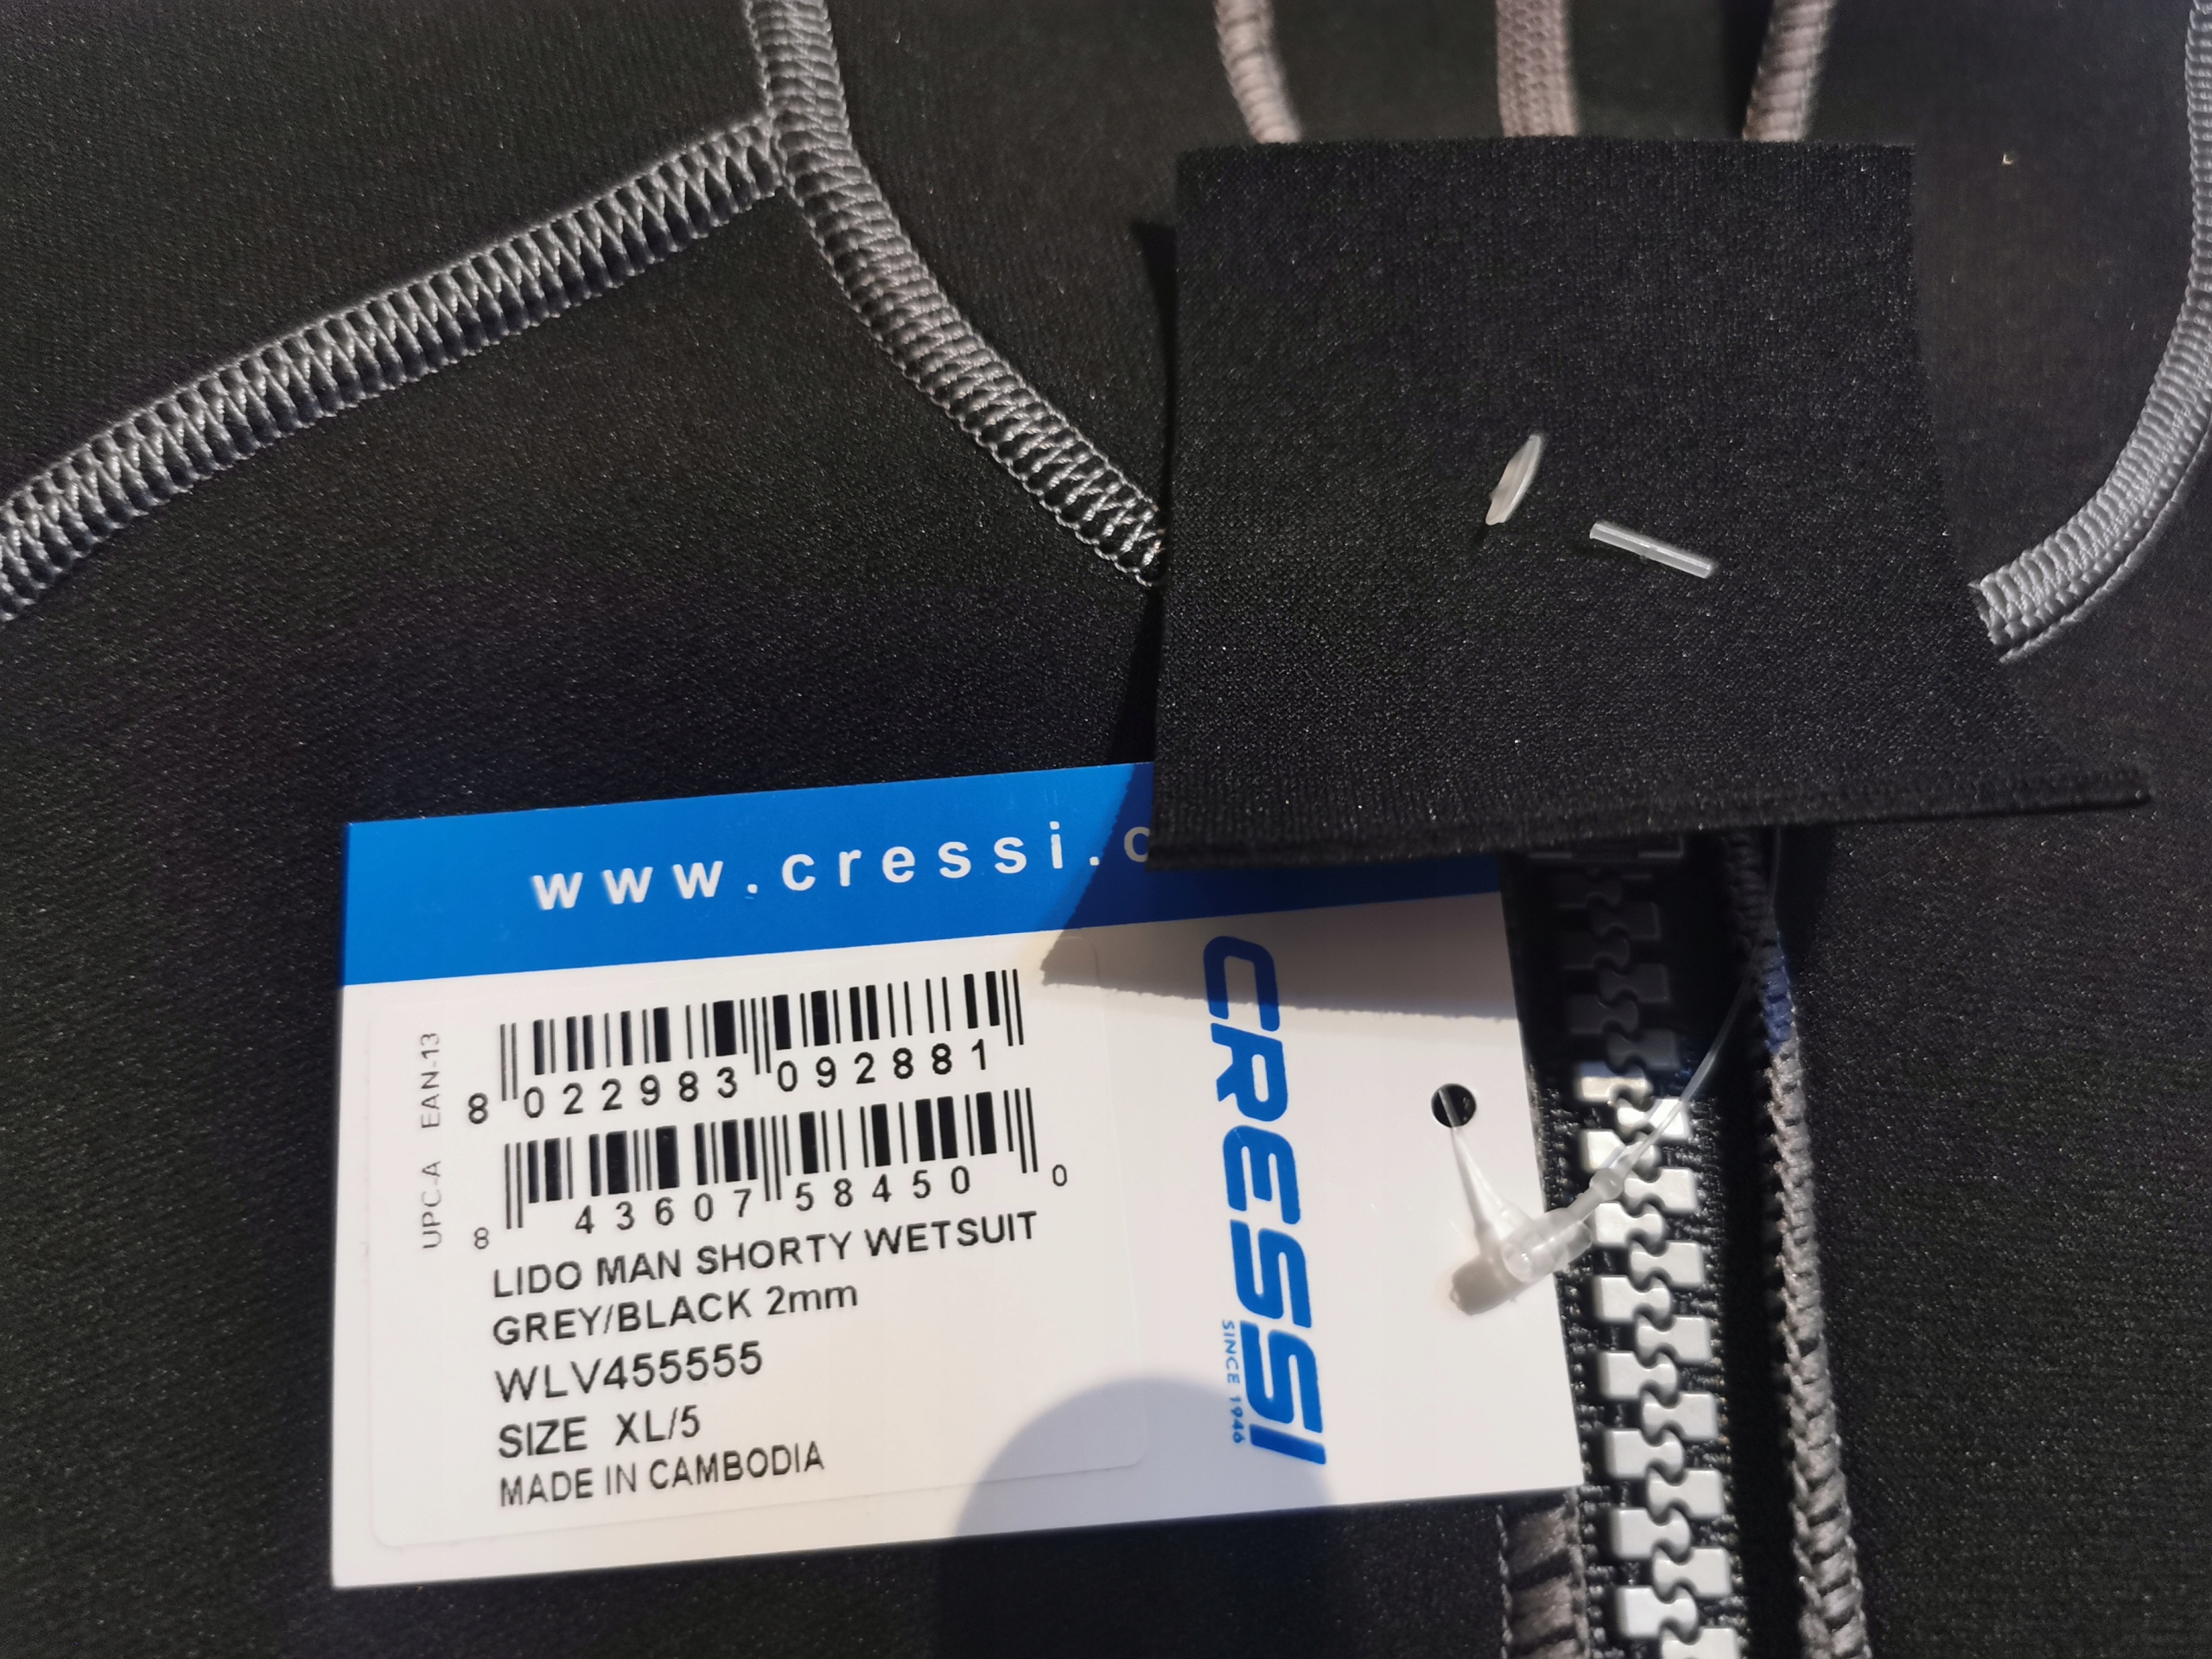 www.cressi.c
EAN-13
8 022983 092881
UPC-A
8 43607 58450 0
LIDO MAN SHORTY WETSUIT
GREY/BLACK 2mm
WLV455555
SIZE XL/5
MADE IN CAMBODIA
CRESSI
SINCE 1946